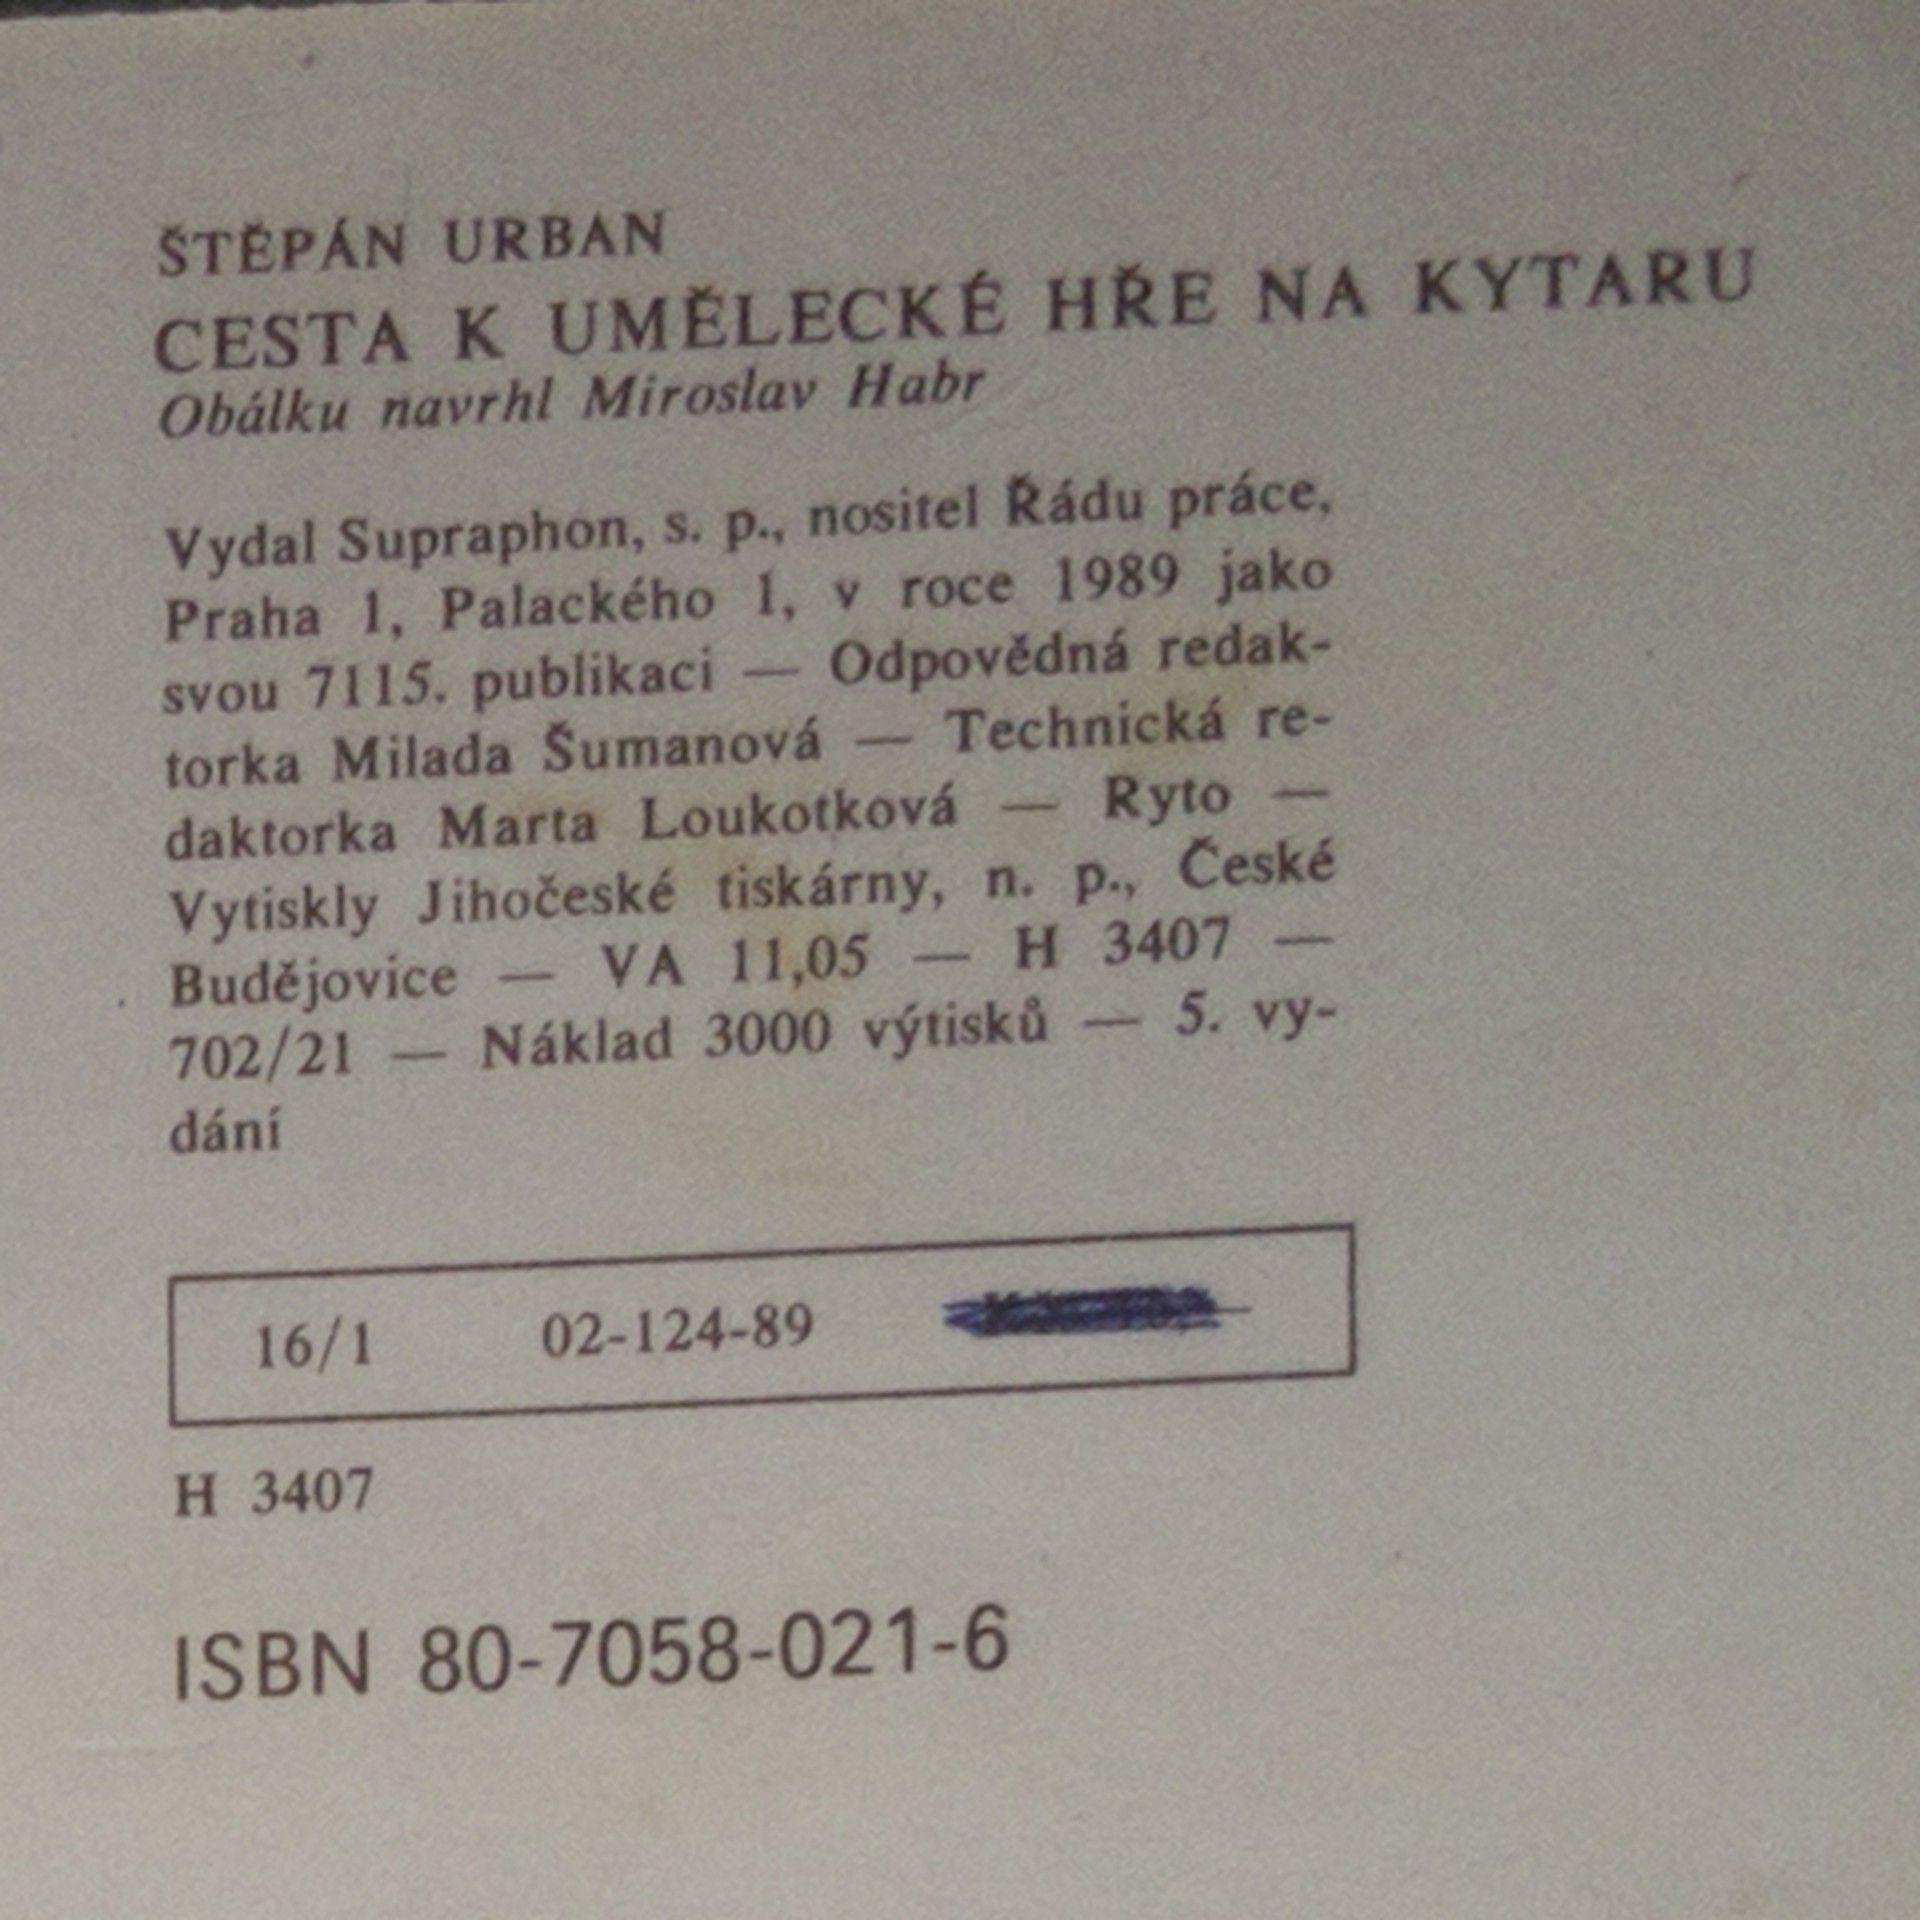 ŠTĚPÁN URBAN
CESTA K UMĚLECKÉ HŘE NA KYTARU
Obálku navrhl Miroslav Habr
Vydal Supraphon, s. p., nositel Řádu práce,
Praha 1, Palackého 1, v roce 1989 jako
svou 7115. publikaci — Odpovědná redak-
torka Milada Šumanová — Technická re-
daktorka Marta Loukotková — Ryto —
Vytiskly Jihočeské tiskárny, n. p., České
Budějovice — VA 11,05 — H 3407 —
702/21 — Náklad 3000 výtisků — 5. vy-
dání
16/1 02-124-89
H 3407
ISBN 80-7058-021-6